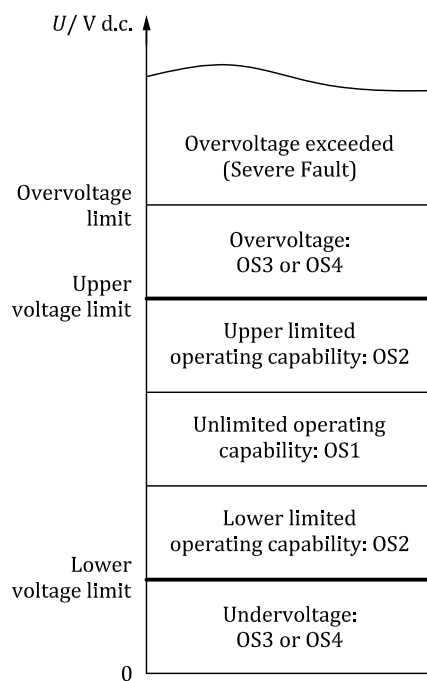 U/ V d.c.
Overvoltage exceeded
(Severe Fault)
Overvoltage
limit
Overvoltage:
OS3 or OS4
Upper
voltage limit
Upper limited
operating capability: OS2
Unlimited operating
capability: OS1
Lower limited
operating capability: OS2
Lower
voltage limit
Undervoltage:
OS3 or OS4
0